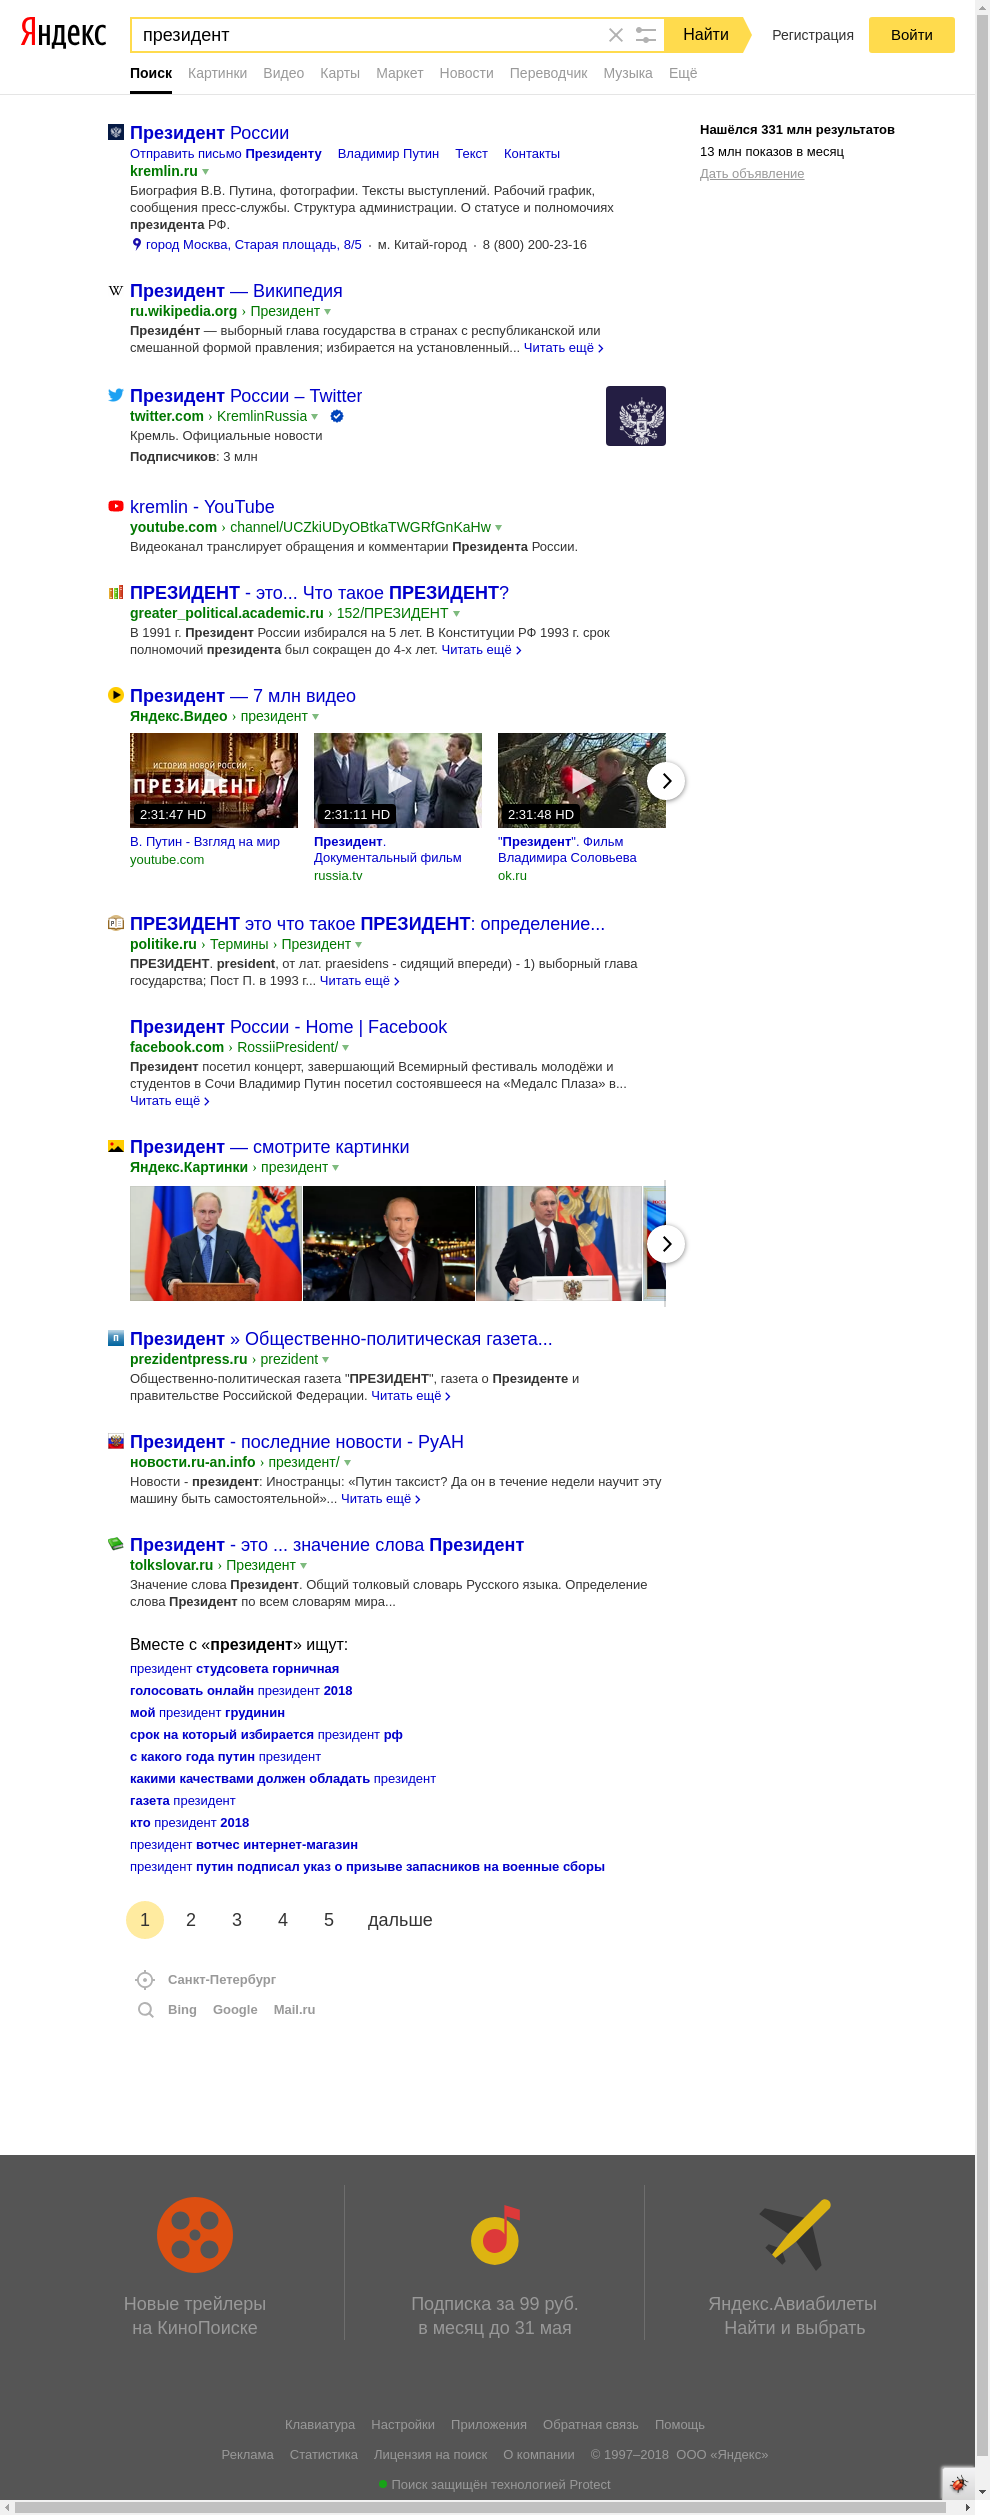 Яндекс
президент
Найти
Регистрация
Войти
Поиск Картинки Видео Карты Маркет Новости Переводчик Музыка Ещё
Президент России
Отправить письмо Президенту Владимир Путин Текст Контакты
kremlin.ru
Биография В.В. Путина, фотографии. Тексты выступлений. Рабочий график,
сообщения пресс-службы. Структура администрации. О статусе и полномочиях
президента РФ.
город Москва, Старая площадь, 8/5 · м. Китай-город · 8 (800) 200-23-16
Нашёлся 331 млн результатов
13 млн показов в месяц
Дать объявление
Президент — Википедия
ru.wikipedia.org › Президент
Президе́нт — выборный глава государства в странах с республиканской или
смешанной формой правления; избирается на установленный... Читать ещё
Президент России – Twitter
twitter.com › KremlinRussia
Кремль. Официальные новости
Подписчиков: 3 млн
kremlin - YouTube
youtube.com › channel/UCZkiUDyOBtkaTWGRfGnKaHw
Видеоканал транслирует обращения и комментарии Президента России.
ПРЕЗИДЕНТ - это... Что такое ПРЕЗИДЕНТ?
greater_political.academic.ru › 152/ПРЕЗИДЕНТ
В 1991 г. Президент России избирался на 5 лет. В Конституции РФ 1993 г. срок
полномочий президента был сокращен до 4-х лет. Читать ещё
Президент — 7 млн видео
Яндекс.Видео › президент
ИСТОРИЯ НОВОЙ РОССИИ
ПРЕЗИДЕНТ
2:31:47 HD
2:31:11 HD
2:31:48 HD
В. Путин - Взгляд на мир
youtube.com
Президент.
Документальный фильм
russia.tv
"Президент". Фильм
Владимира Соловьева
ok.ru
ПРЕЗИДЕНТ это что такое ПРЕЗИДЕНТ: определение...
politike.ru › Термины › Президент
ПРЕЗИДЕНТ. president, от лат. praesidens - сидящий впереди) - 1) выборный глава
государства; Пост П. в 1993 г... Читать ещё
Президент России - Home | Facebook
facebook.com › RossiiPresident/
Президент посетил концерт, завершающий Всемирный фестиваль молодёжи и
студентов в Сочи Владимир Путин посетил состоявшееся на «Медалс Плаза» в...
Читать ещё
Президент — смотрите картинки
Яндекс.Картинки › президент
Президент » Общественно-политическая газета...
prezidentpress.ru › prezident
Общественно-политическая газета "ПРЕЗИДЕНТ", газета о Президенте и
правительстве Российской Федерации. Читать ещё
Президент - последние новости - РуАН
новости.ru-an.info › президент/
Новости - президент: Иностранцы: «Путин таксист? Да он в течение недели научит эту
машину быть самостоятельной»... Читать ещё
Президент - это ... значение слова Президент
tolkslovar.ru › Президент
Значение слова Президент. Общий толковый словарь Русского языка. Определение
слова Президент по всем словарям мира...
Вместе с «президент» ищут:
президент студсовета горничная
голосовать онлайн президент 2018
мой президент грудинин
срок на который избирается президент рф
с какого года путин президент
какими качествами должен обладать президент
газета президент
кто президент 2018
президент вотчес интернет-магазин
президент путин подписал указ о призыве запасников на военные сборы
1 2 3 4 5 дальше
Санкт-Петербург
Bing Google Mail.ru
Новые трейлеры
на КиноПоиске
Подписка за 99 руб.
в месяц до 31 мая
Яндекс.Авиабилеты
Найти и выбрать
Клавиатура Настройки Приложения Обратная связь Помощь
Реклама Статистика Лицензия на поиск О компании © 1997–2018 ООО «Яндекс»
Поиск защищён технологией Protect